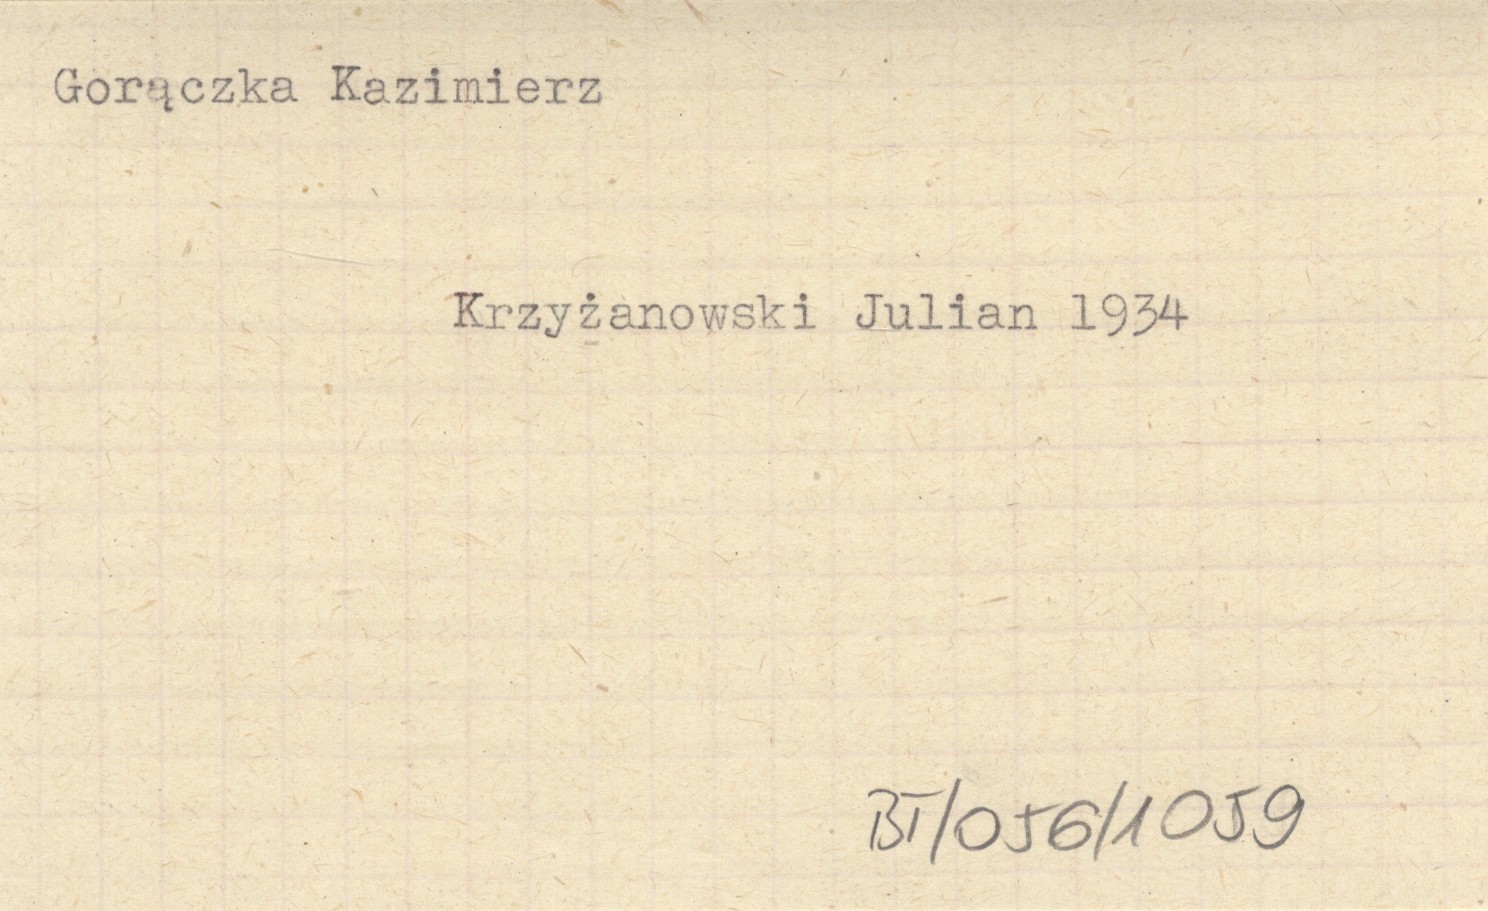 Gorączka Kazimierz
Krzyżanowski Julian 1934
BT/056/1059